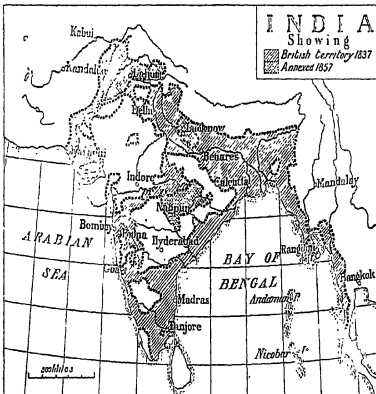 INDIA
Showing
British territory 1837
Annexed 1857
Kabul
Kandahar
Lahore
Delhi
Lucknow
Benares
Indore
Calcutta
Mandalay
Nagpur
Bombay
Hyderabad
Rangoon
ARABIAN
SEA
Goa
BAY OF
BENGAL
Bangkok
Andaman Is
Madras
Tanjore
Nicobar Is